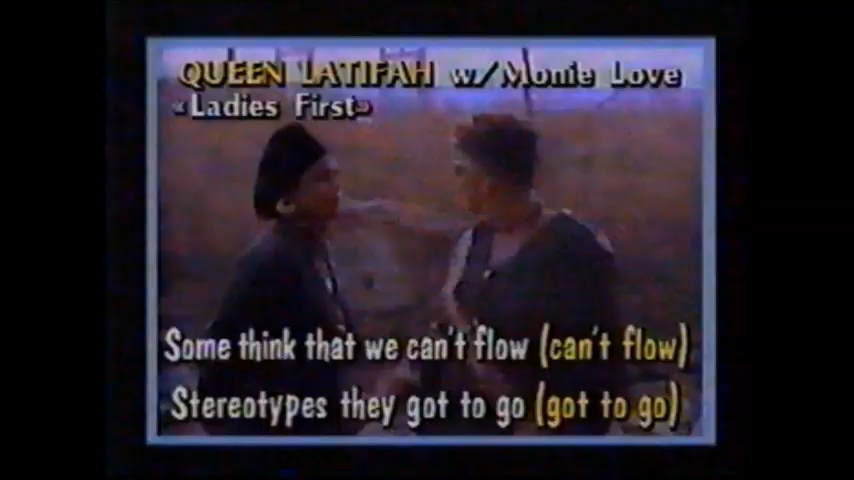 QUEEN LATIFAH w/Monie Love
«Ladies First»
Some think that we can't flow (can't flow)
Stereotypes they got to go (got to go)